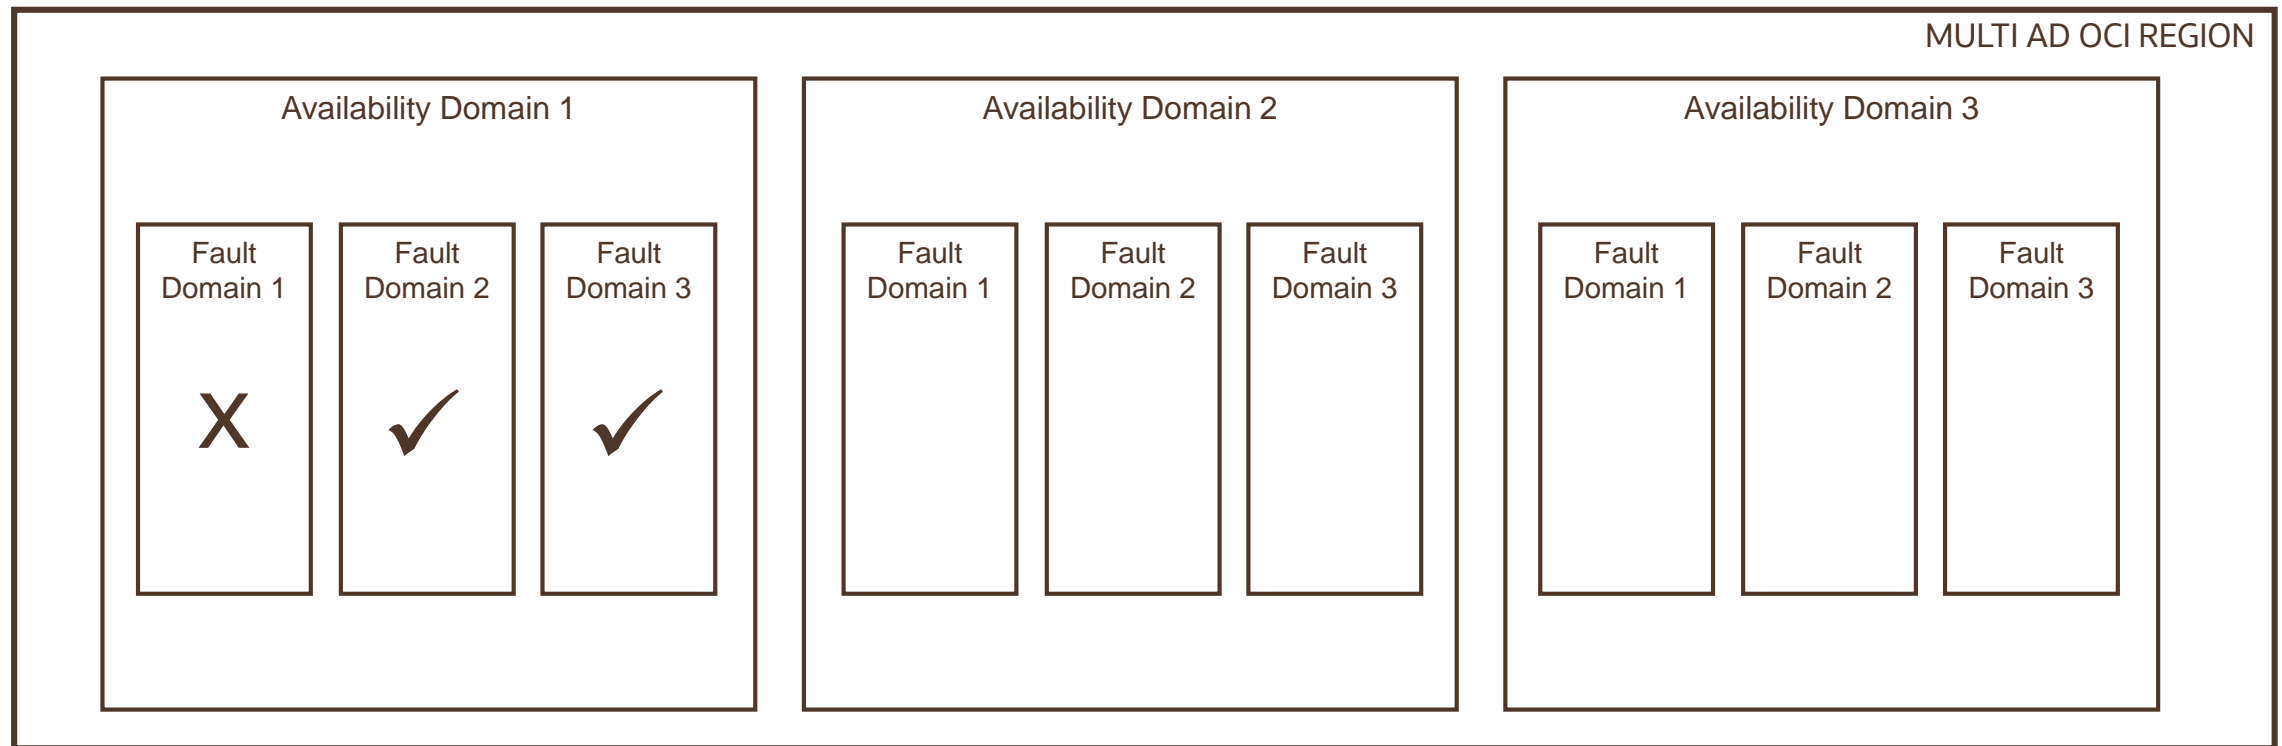 MULTI AD OCI REGION
Availability Domain 1
Fault
Domain 1
X
Fault
Domain 2
✓
Fault
Domain 3
✓
Availability Domain 2
Fault
Domain 1
Fault
Domain 2
Fault
Domain 3
Availability Domain 3
Fault
Domain 1
Fault
Domain 2
Fault
Domain 3